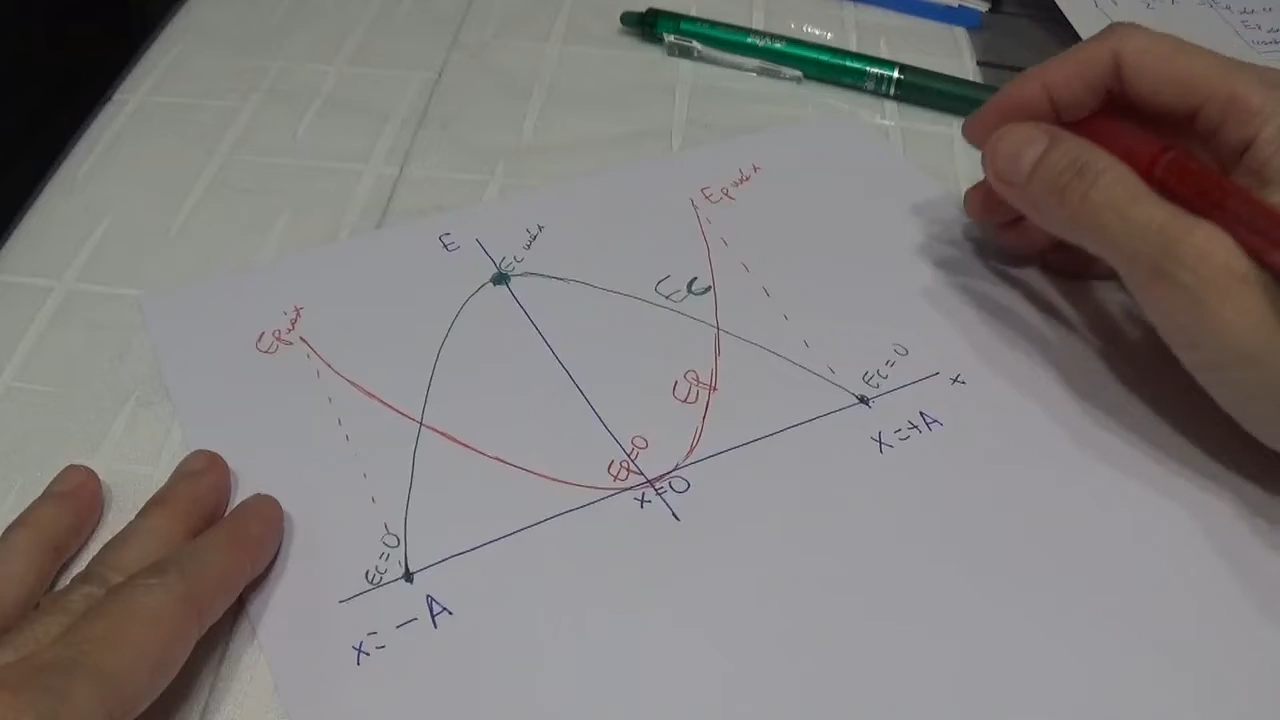 E
Ec máx
Ep máx
Ep máx
Ec
Ep
Ec=0
x
x=+A
Ep=0
x=0
Ec=0
x=-A